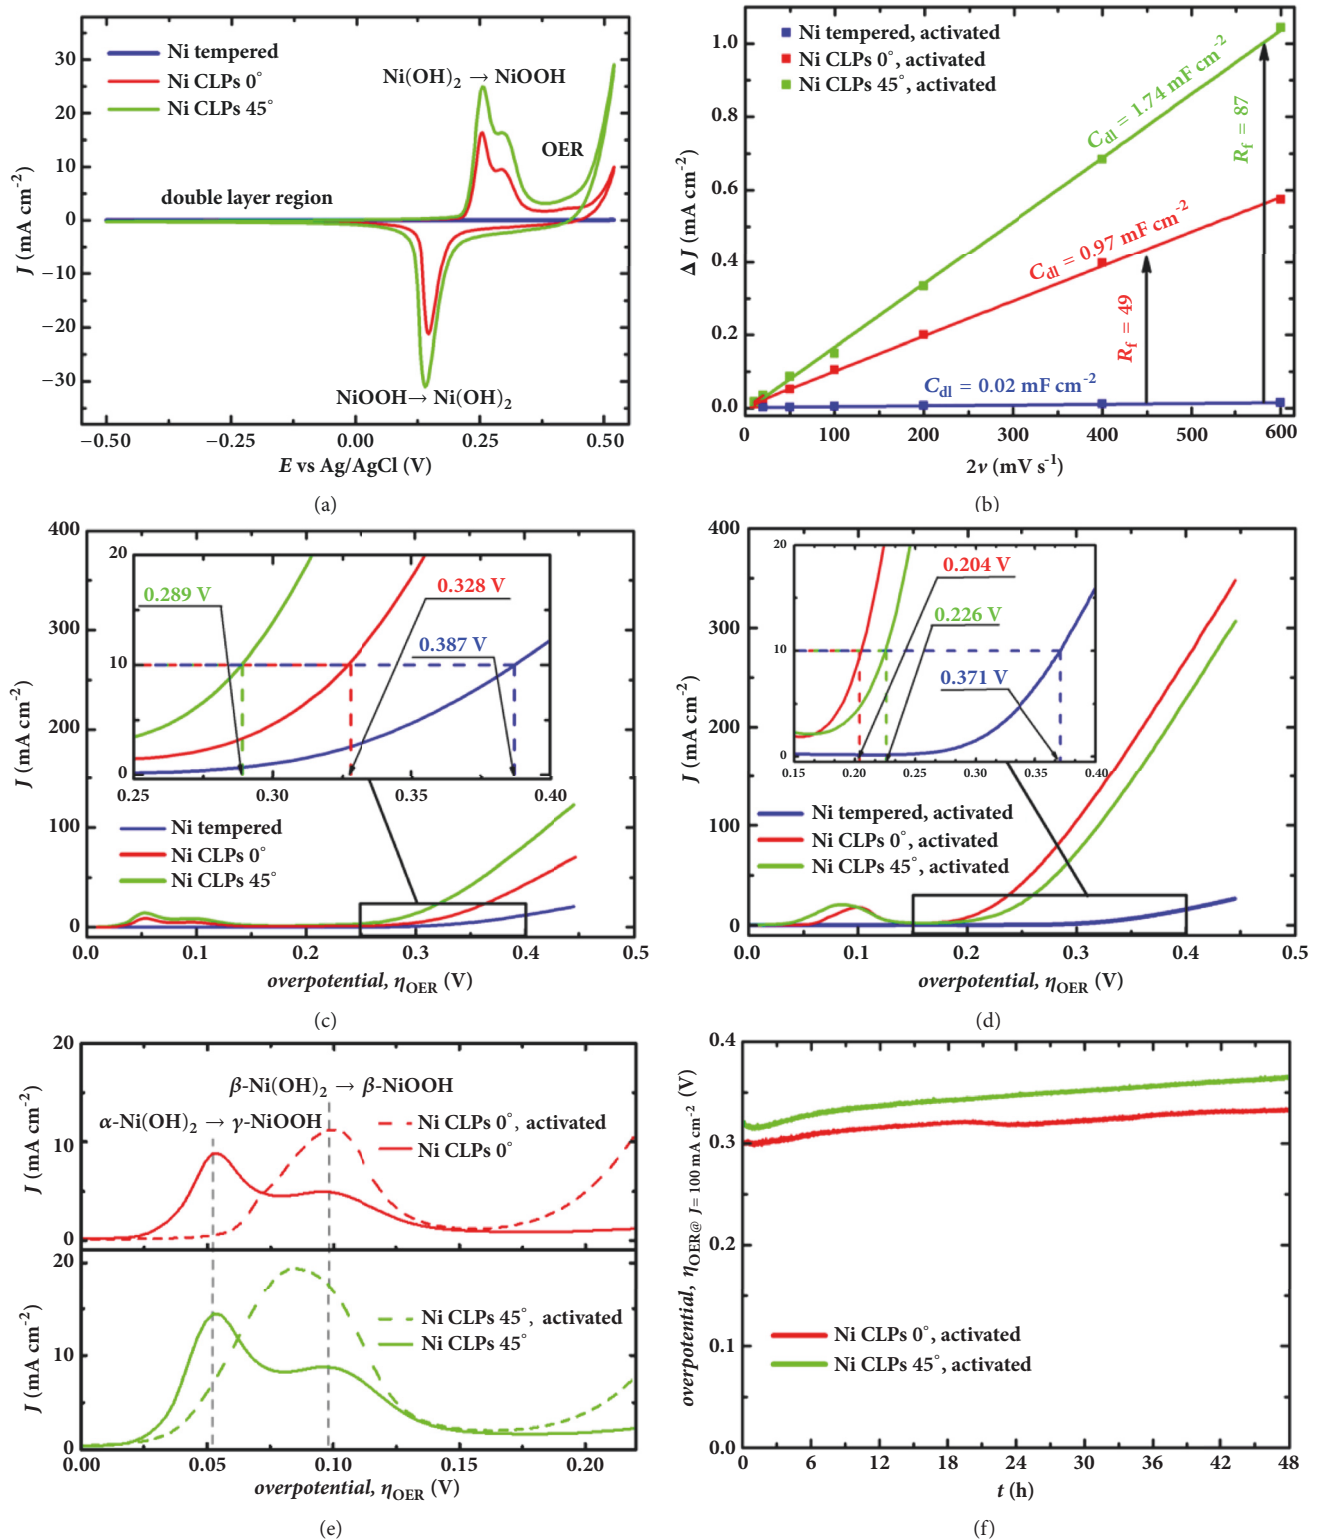 Ni tempered
Ni CLPs 0°
Ni CLPs 45°
Ni(OH)₂ → NiOOH
OER
double layer region
NiOOH→ Ni(OH)₂
30
20
10
0
−10
−20
−30
J (mA cm⁻²)
−0.50 −0.25 0.00 0.25 0.50
E vs Ag/AgCl (V)
(a)
Ni tempered, activated
Ni CLPs 0°, activated
Ni CLPs 45°, activated
C_dl = 1.74 mF cm⁻²
R_f = 87
C_dl = 0.97 mF cm⁻²
R_f = 49
C_dl = 0.02 mF cm⁻²
1.0
0.8
0.6
0.4
0.2
0.0
Δ J (mA cm⁻²)
0 100 200 300 400 500 600
2ν (mV s⁻¹)
(b)
400
300
200
100
0
J (mA cm⁻²)
20
10
0
0.289 V
0.328 V
0.387 V
0.25 0.30 0.35 0.40
Ni tempered
Ni CLPs 0°
Ni CLPs 45°
0.0 0.1 0.2 0.3 0.4 0.5
overpotential, η_OER (V)
(c)
400
300
200
100
0
J (mA cm⁻²)
20
10
0
0.204 V
0.226 V
0.371 V
0.15 0.20 0.25 0.30 0.35 0.40
Ni tempered, activated
Ni CLPs 0°, activated
Ni CLPs 45°, activated
0.0 0.1 0.2 0.3 0.4 0.5
overpotential, η_OER (V)
(d)
20
10
0
J (mA cm⁻²)
β-Ni(OH)₂ → β-NiOOH
α-Ni(OH)₂ → γ-NiOOH
Ni CLPs 0°, activated
Ni CLPs 0°
20
10
0
J (mA cm⁻²)
Ni CLPs 45°, activated
Ni CLPs 45°
0.00 0.05 0.10 0.15 0.20
overpotential, η_OER (V)
(e)
0.4
0.3
0.2
0.1
0.0
overpotential, η_OER@ J = 100 mA cm⁻² (V)
Ni CLPs 0°, activated
Ni CLPs 45°, activated
0 6 12 18 24 30 36 42 48
t (h)
(f)